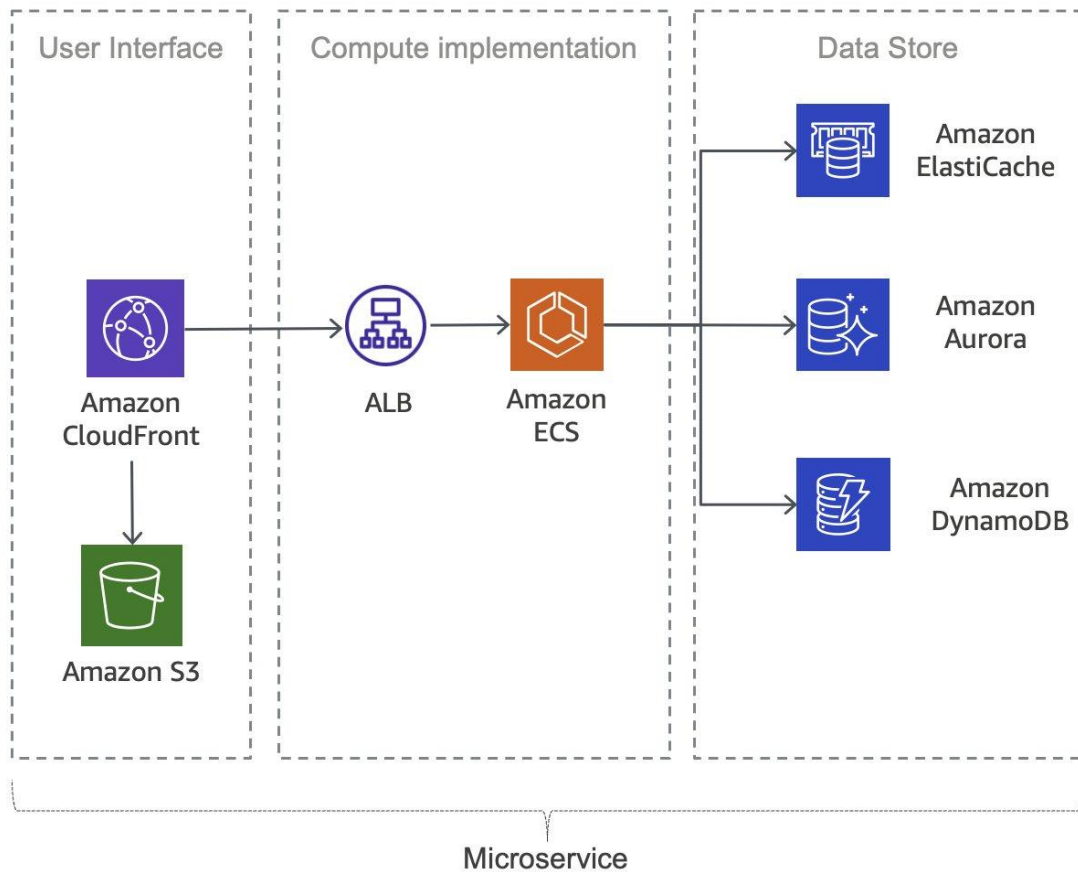 User Interface
Compute implementation
Data Store
Amazon
ElastiCache
Amazon
CloudFront
ALB
Amazon
ECS
Amazon
Aurora
Amazon
DynamoDB
Amazon S3
Microservice